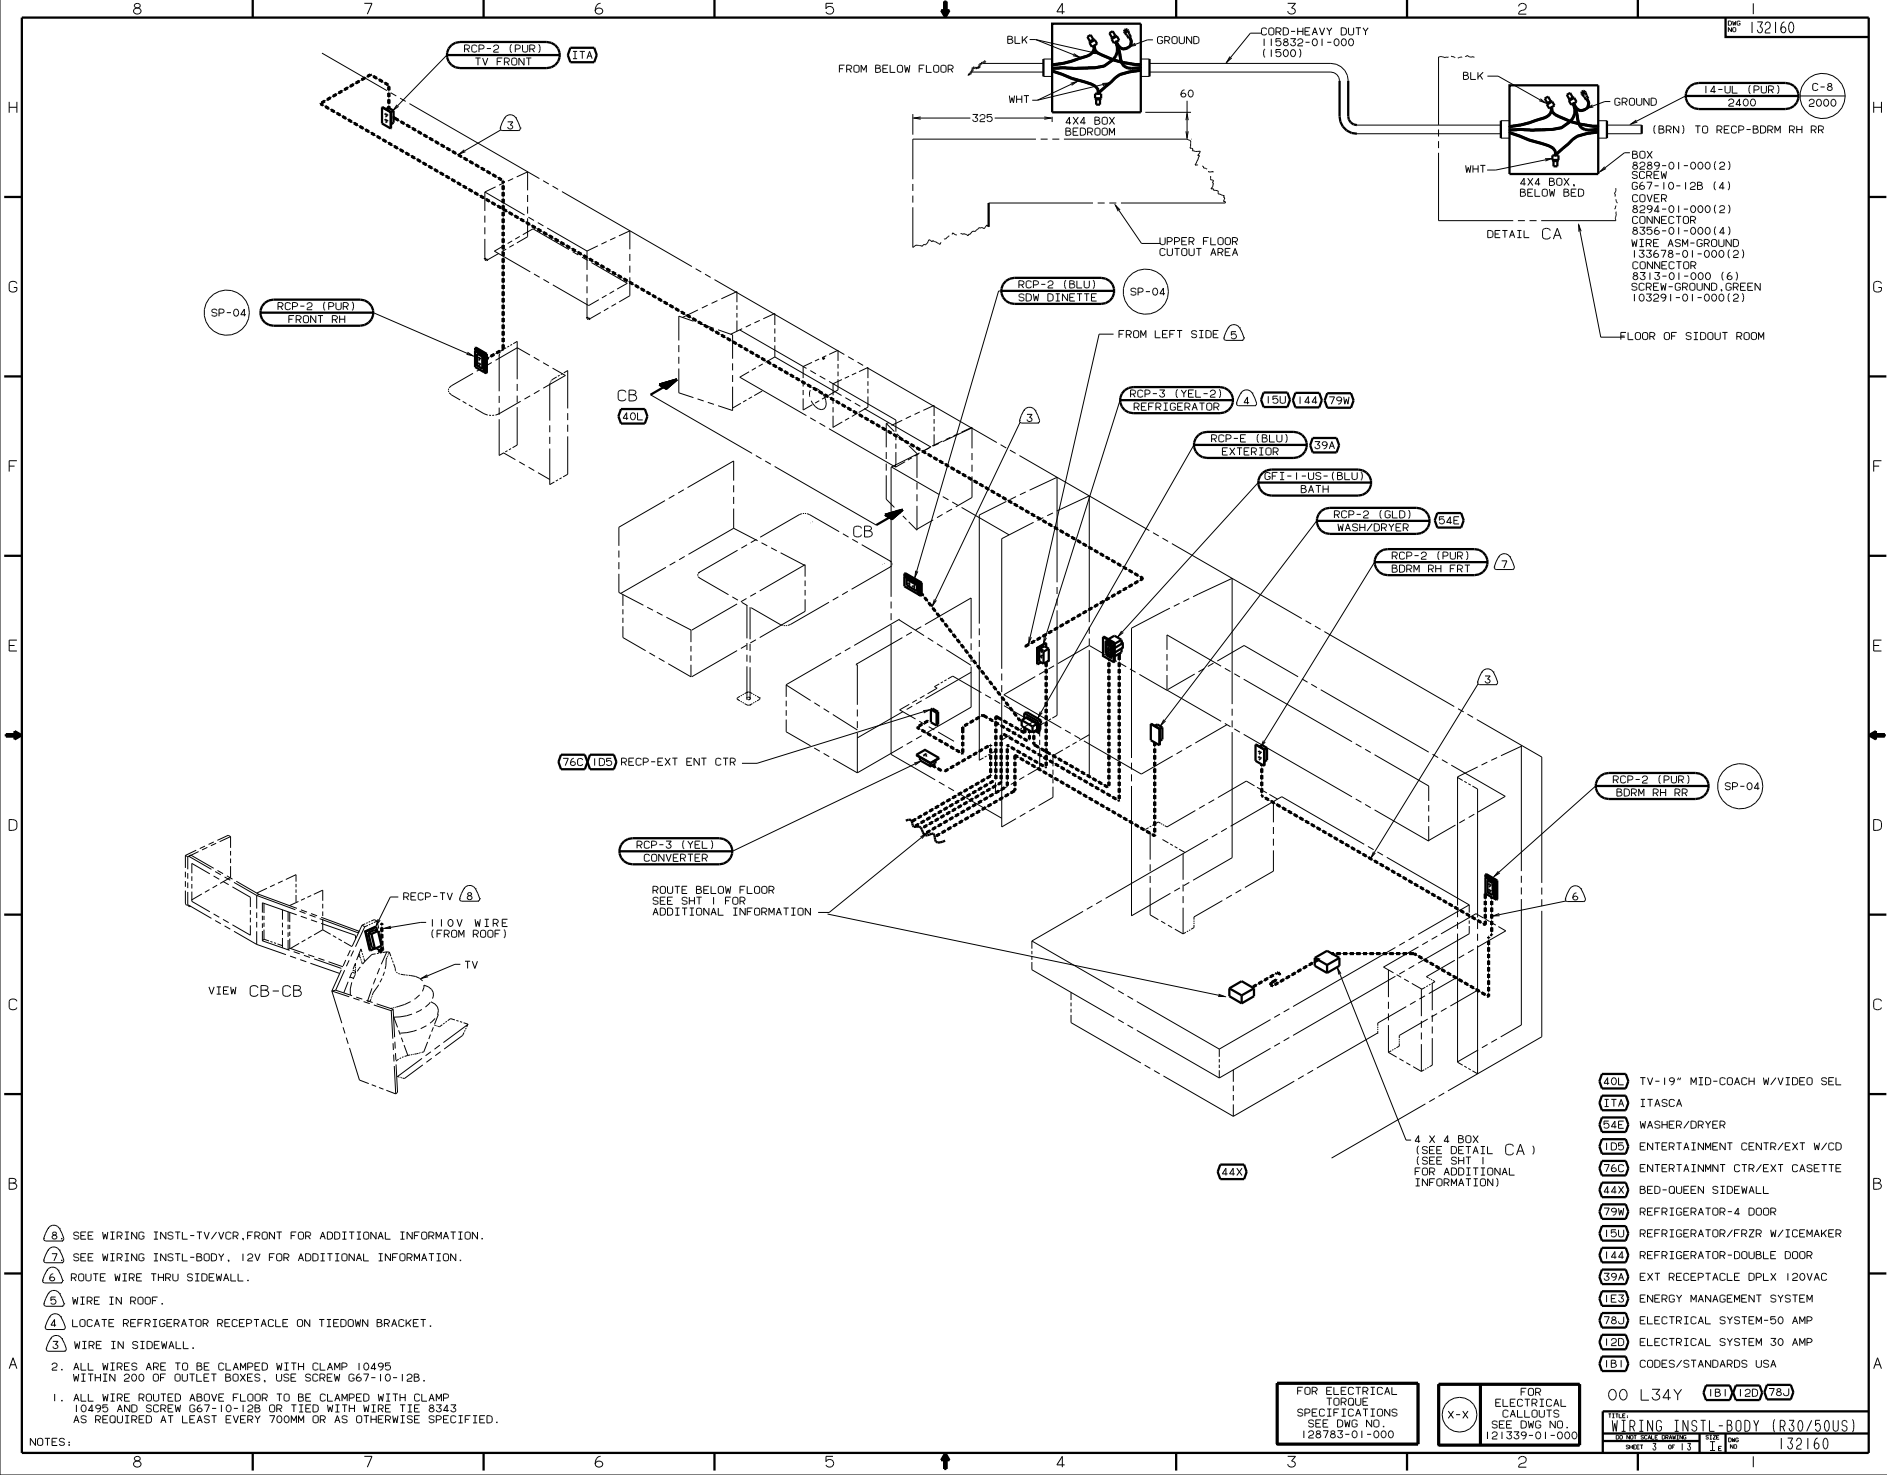 8 7 6 5 4 3 2 1
H
G
F
E
D
C
B
A
DWG NO 132160
RCP-2 (PUR)
TV FRONT
ITA
3
BLK
GROUND
FROM BELOW FLOOR
WHT
325
60
4X4 BOX
BEDROOM
CORD-HEAVY DUTY
115832-01-000
(1500)
UPPER FLOOR
CUTOUT AREA
BLK
GROUND
WHT
4X4 BOX,
BELOW BED
DETAIL CA
14-UL (PUR)
2400
C-8
2000
(BRN) TO RECP-BDRM RH RR
BOX
8289-01-000(2)
SCREW
G67-10-12B (4)
COVER
8294-01-000(2)
CONNECTOR
8356-01-000(4)
WIRE ASM-GROUND
133678-01-000(2)
CONNECTOR
8313-01-000 (6)
SCREW-GROUND,GREEN
103291-01-000(2)
FLOOR OF SIDOUT ROOM
SP-04
RCP-2 (PUR)
FRONT RH
RCP-2 (BLU)
SDW DINETTE
SP-04
FROM LEFT SIDE 5
CB
40L
3
RCP-3 (YEL-2)
REFRIGERATOR
4 15U 144 79W
RCP-E (BLU)
EXTERIOR
39A
GFI-1-US-(BLU)
BATH
RCP-2 (GLD)
WASH/DRYER
54E
CB
RCP-2 (PUR)
BDRM RH FRT
7
3
76C 1D5 RECP-EXT ENT CTR
RCP-2 (PUR)
BDRM RH RR
SP-04
RCP-3 (YEL)
CONVERTER
ROUTE BELOW FLOOR
SEE SHT 1 FOR
ADDITIONAL INFORMATION
6
RECP-TV 8
110V WIRE
(FROM ROOF)
TV
VIEW CB-CB
4 X 4 BOX
(SEE DETAIL CA )
(SEE SHT 1
FOR ADDITIONAL
INFORMATION)
44X
40L TV-19" MID-COACH W/VIDEO SEL
ITA ITASCA
54E WASHER/DRYER
1D5 ENTERTAINMENT CENTR/EXT W/CD
76C ENTERTAINMNT CTR/EXT CASETTE
44X BED-QUEEN SIDEWALL
79W REFRIGERATOR-4 DOOR
15U REFRIGERATOR/FRZR W/ICEMAKER
144 REFRIGERATOR-DOUBLE DOOR
39A EXT RECEPTACLE DPLX 120VAC
1E3 ENERGY MANAGEMENT SYSTEM
78J ELECTRICAL SYSTEM-50 AMP
12D ELECTRICAL SYSTEM 30 AMP
1B1 CODES/STANDARDS USA
8 SEE WIRING INSTL-TV/VCR,FRONT FOR ADDITIONAL INFORMATION.
7 SEE WIRING INSTL-BODY, 12V FOR ADDITIONAL INFORMATION.
6 ROUTE WIRE THRU SIDEWALL.
5 WIRE IN ROOF.
4 LOCATE REFRIGERATOR RECEPTACLE ON TIEDOWN BRACKET.
3 WIRE IN SIDEWALL.
2. ALL WIRES ARE TO BE CLAMPED WITH CLAMP 10495
WITHIN 200 OF OUTLET BOXES, USE SCREW G67-10-12B.
1. ALL WIRE ROUTED ABOVE FLOOR TO BE CLAMPED WITH CLAMP
10495 AND SCREW G67-10-12B OR TIED WITH WIRE TIE 8343
AS REQUIRED AT LEAST EVERY 700MM OR AS OTHERWISE SPECIFIED.
NOTES:
FOR ELECTRICAL
TORQUE
SPECIFICATIONS
SEE DWG NO.
128783-01-000
X-X
FOR
ELECTRICAL
CALLOUTS
SEE DWG NO.
121339-01-000
00 L34Y 1B1 12D 78J
TITLE:
WIRING INSTL-BODY (R30/50US)
DO NOT SCALE DRAWING
SHEET 3 OF 13
SIZE
IE
DWG NO 132160
H
G
F
E
D
C
B
A
8 7 6 5 4 3 2 1